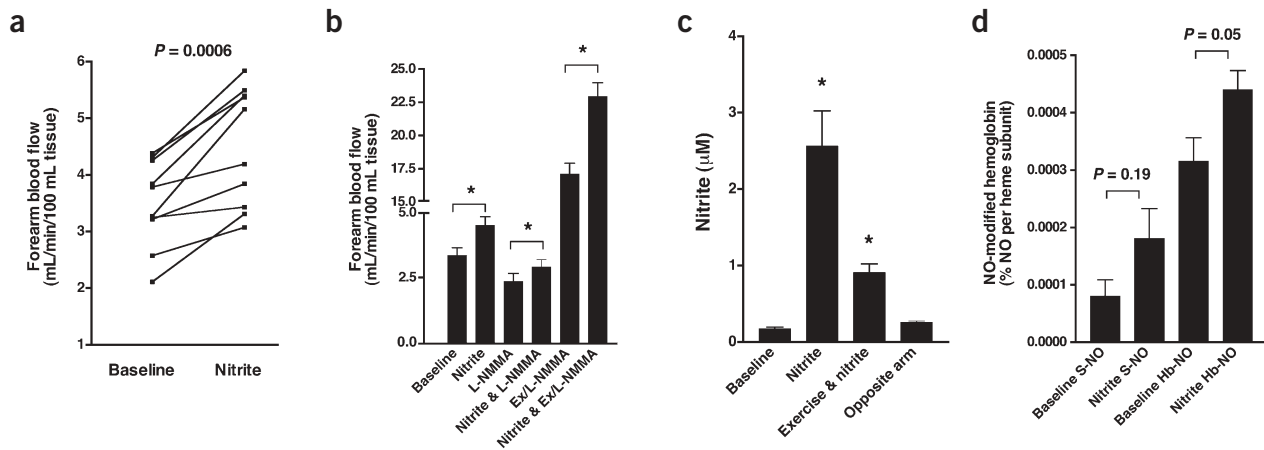 a
P = 0.0006
6
5
4
3
2
1
Forearm blood flow
(mL/min/100 mL tissue)
Baseline
Nitrite
b
25.0
22.5
20.0
17.5
15.0
5.0
2.5
0.0
Forearm blood flow
(mL/min/100 mL tissue)
*
*
*
Baseline
Nitrite
L-NMMA
Nitrite & L-NMMA
Ex/L-NMMA
Nitrite & Ex/L-NMMA
c
4
3
2
1
0
Nitrite (μM)
*
*
Baseline
Nitrite
Exercise & nitrite
Opposite arm
d
P = 0.05
P = 0.19
0.0005
0.0004
0.0003
0.0002
0.0001
0.0000
NO-modified hemoglobin
(% NO per heme subunit)
Baseline S-NO
Nitrite S-NO
Baseline Hb-NO
Nitrite Hb-NO